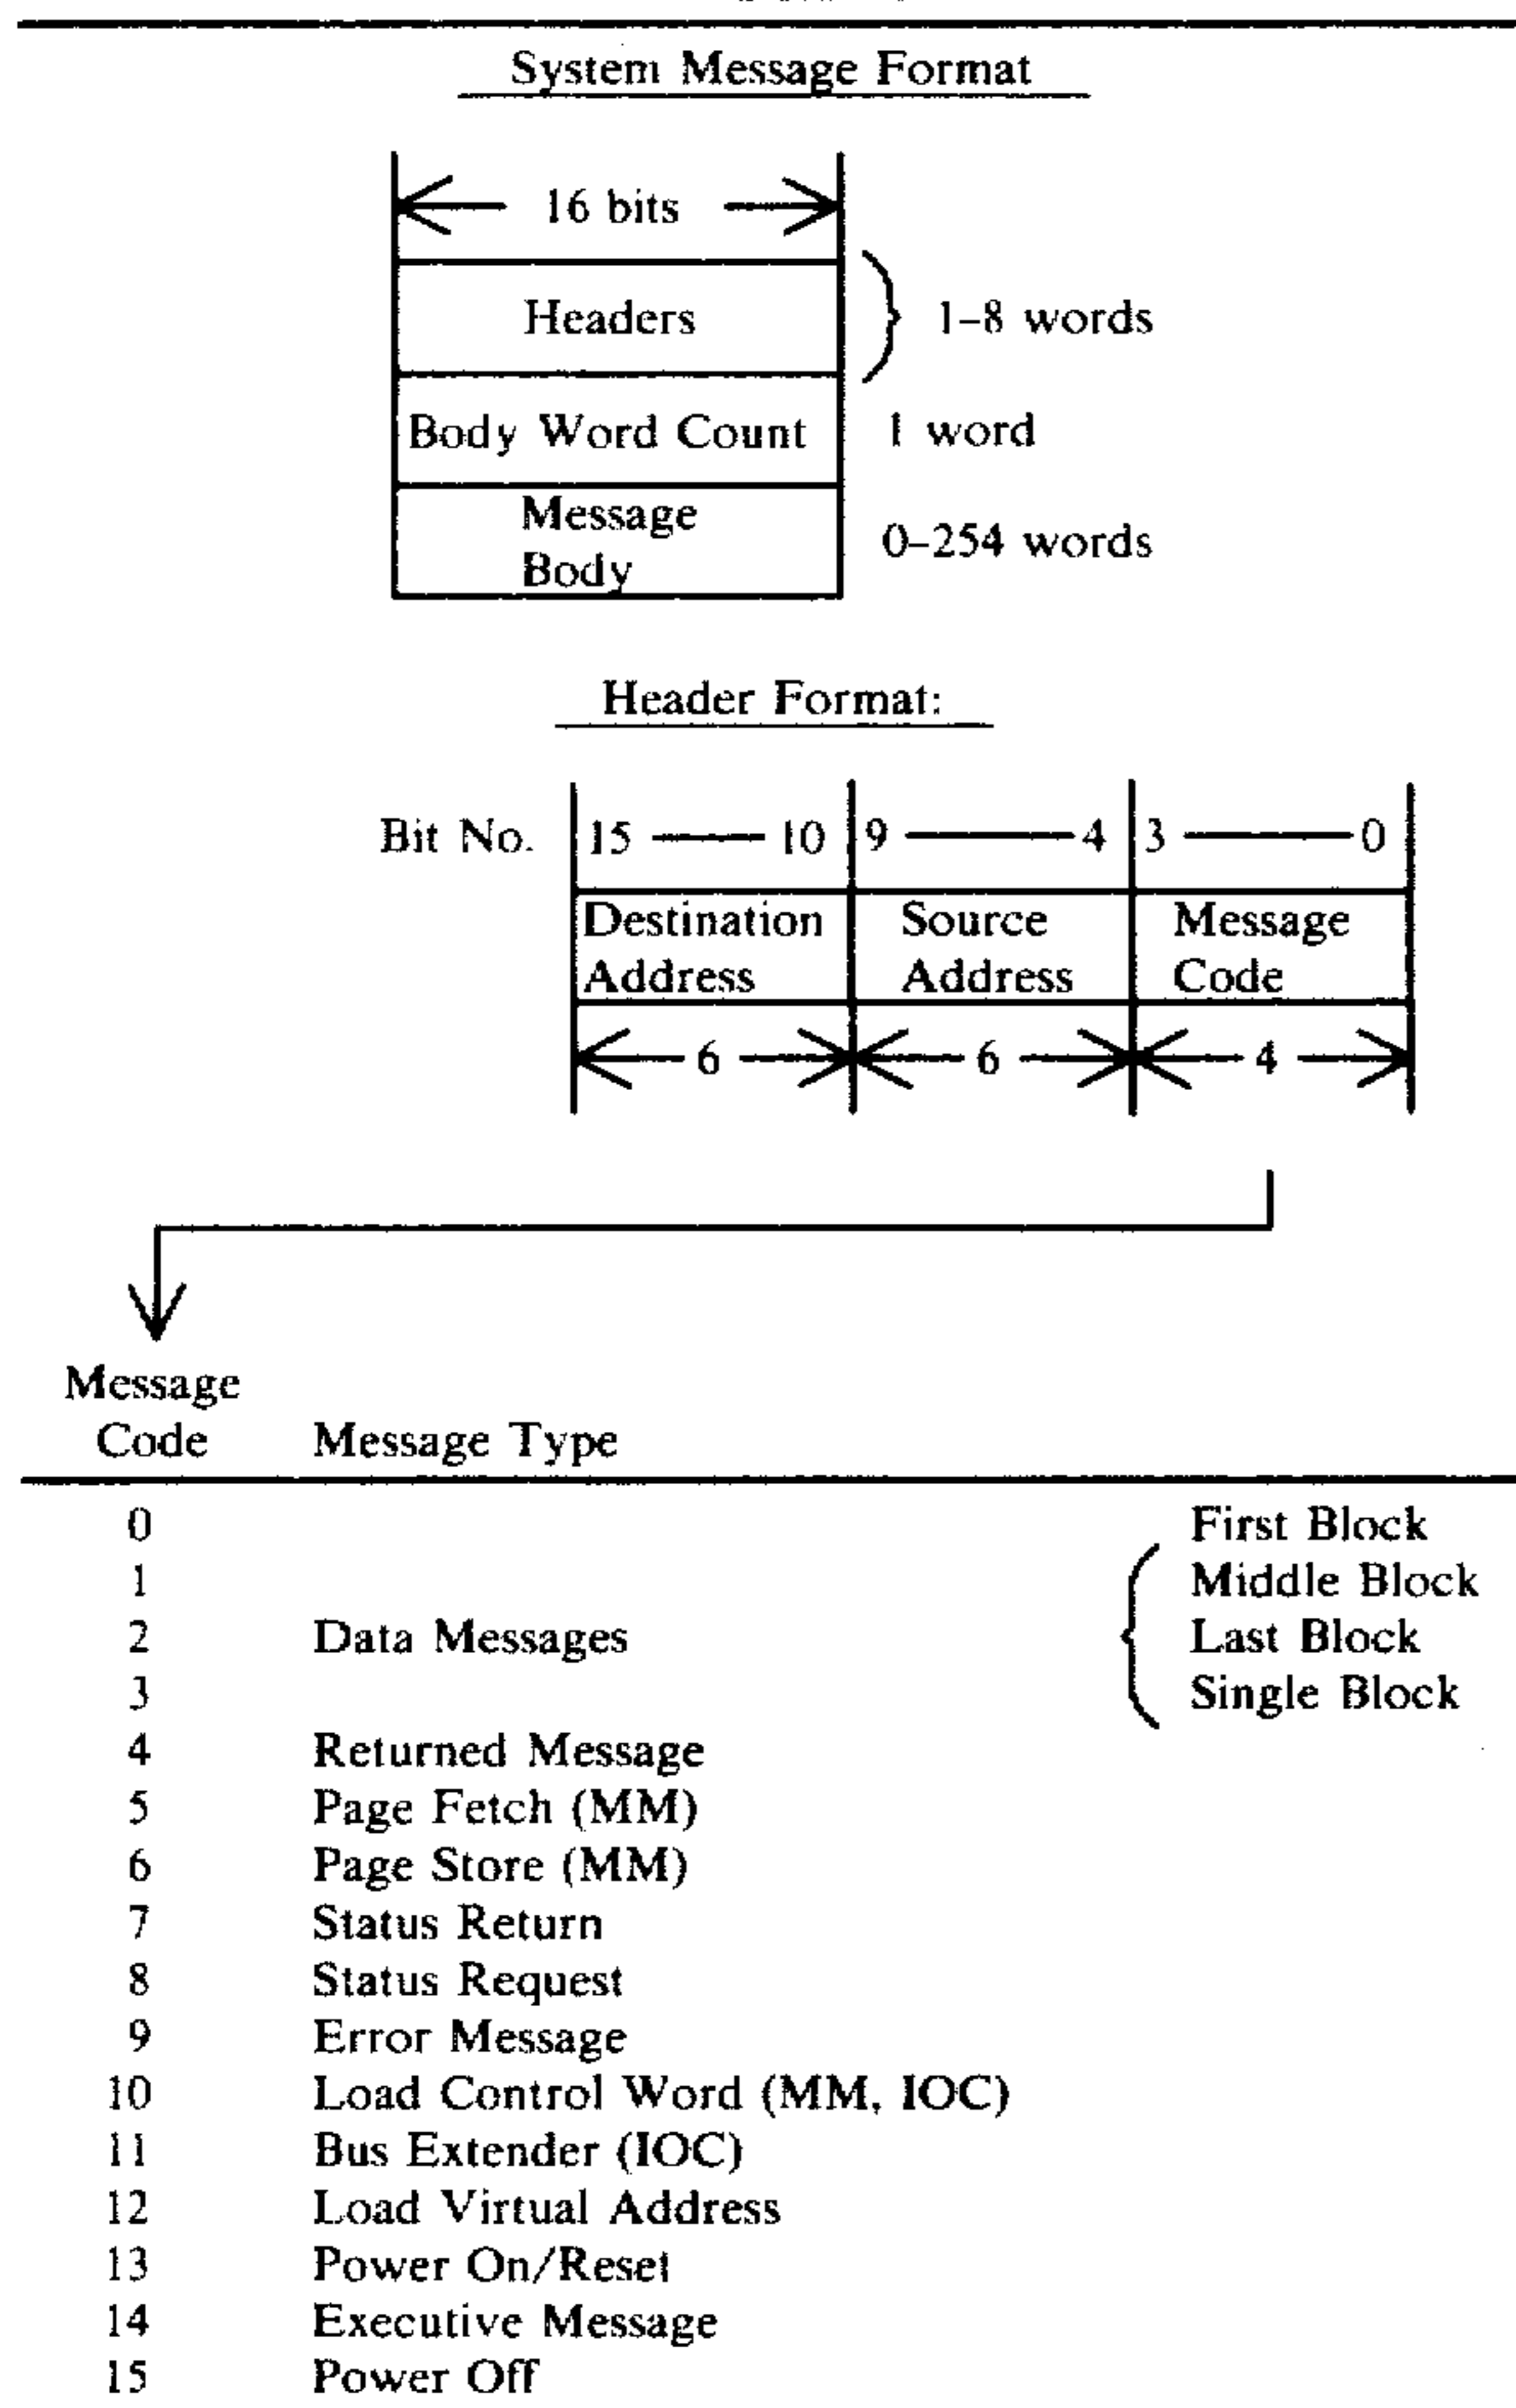 System Message Format
16 bits
Headers 1–8 words
Body Word Count 1 word
Message
Body
0–254 words
Header Format:
Bit No. 15 10 9 4 3 0
Destination Source Message
Address Address Code
6 6 4
Message
Code Message Type
0 First Block
1 Middle Block
2 Data Messages Last Block
3 Single Block
4 Returned Message
5 Page Fetch (MM)
6 Page Store (MM)
7 Status Return
8 Status Request
9 Error Message
10 Load Control Word (MM, IOC)
11 Bus Extender (IOC)
12 Load Virtual Address
13 Power On/Reset
14 Executive Message
15 Power Off